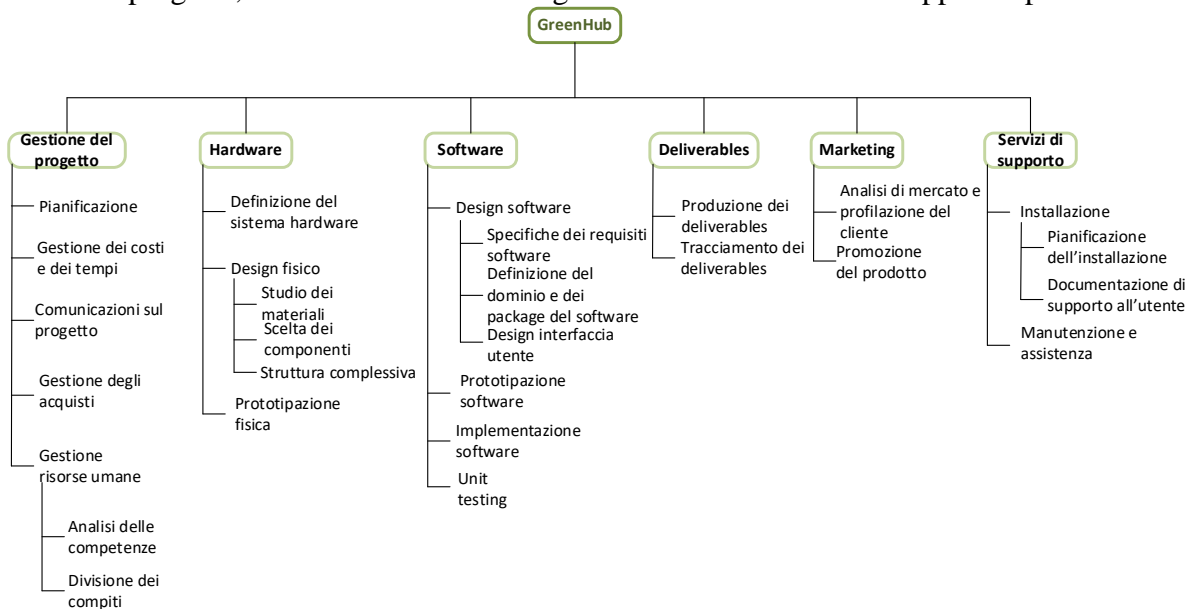 GreenHub
Gestione del
progetto
Pianificazione
Gestione dei costi
e dei tempi
Comunicazioni sul
progetto
Gestione degli
acquisti
Gestione
risorse umane
Analisi delle
competenze
Divisione dei
compiti
Hardware
Definizione del
sistema hardware
Design fisico
Studio dei
materiali
Scelta dei
componenti
Struttura complessiva
Prototipazione
fisica
Software
Design software
Specifiche dei requisiti
software
Definizione del
dominio e dei
package del software
Design interfaccia
utente
Prototipazione
software
Implementazione
software
Unit
testing
Deliverables
Produzione dei
deliverables
Tracciamento dei
deliverables
Marketing
Analisi di mercato e
profilazione del
cliente
Promozione
del prodotto
Servizi di
supporto
Installazione
Pianificazione
dell’installazione
Documentazione di
supporto all’utente
Manutenzione e
assistenza